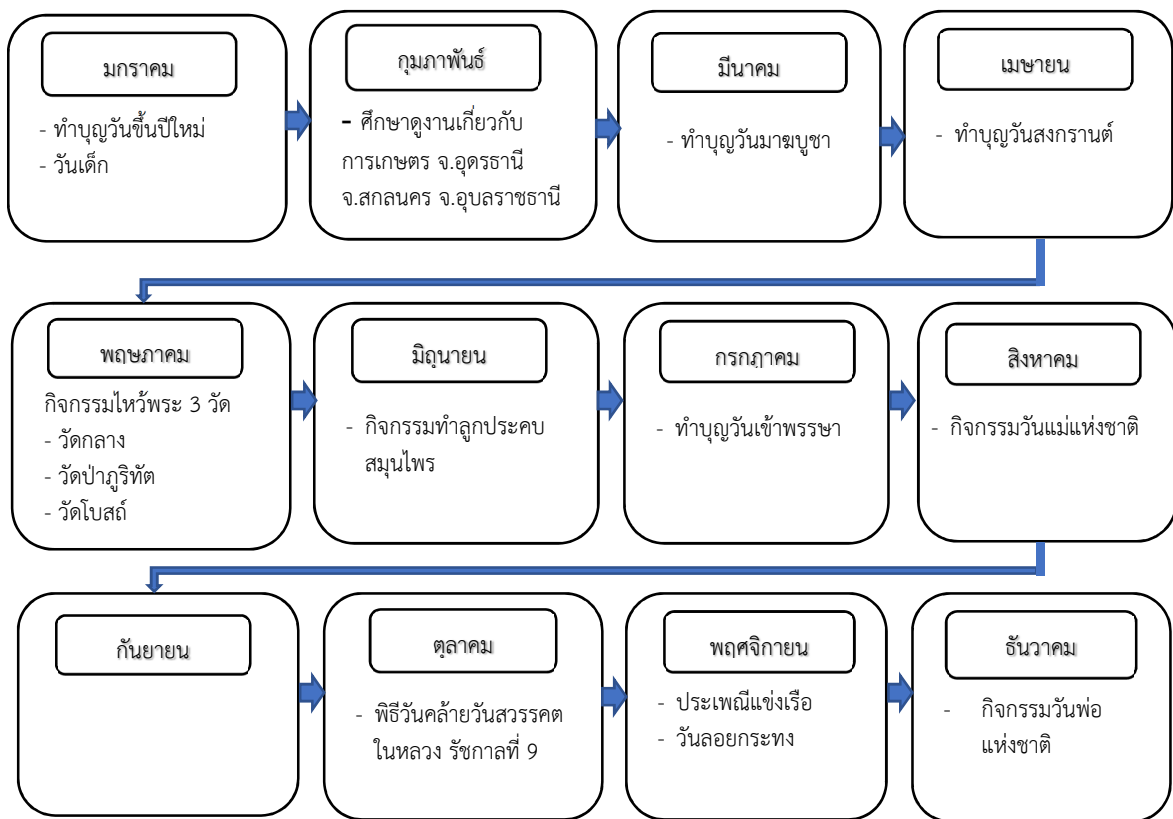 มกราคม
- ทำบุญวันขึ้นปีใหม่
- วันเด็ก
กุมภาพันธ์
- ศึกษาดูงานเกี่ยวกับ
การเกษตร จ.อุดรธานี
จ.สกลนคร จ.อุบลราชธานี
มีนาคม
- ทำบุญวันมาฆบูชา
เมษายน
- ทำบุญวันสงกรานต์
พฤษภาคม
กิจกรรมไหว้พระ 3 วัด
- วัดกลาง
- วัดป่าภูริทัต
- วัดโบสถ์
มิถุนายน
- กิจกรรมทำลูกประคบ
สมุนไพร
กรกฎาคม
- ทำบุญวันเข้าพรรษา
สิงหาคม
- กิจกรรมวันแม่แห่งชาติ
กันยายน
ตุลาคม
- พิธีวันคล้ายวันสวรรคต
ในหลวง รัชกาลที่ 9
พฤศจิกายน
- ประเพณีแข่งเรือ
- วันลอยกระทง
ธันวาคม
- กิจกรรมวันพ่อ
แห่งชาติ